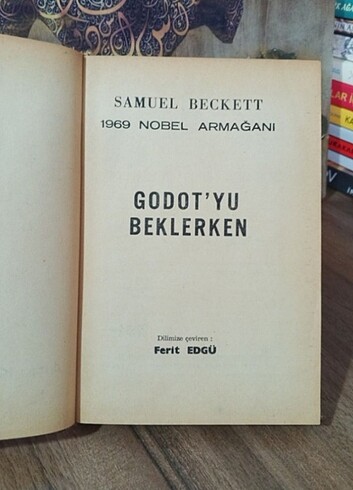 SAMUEL BECKETT
1969 NOBEL ARMAĞANI
GODOT'YU
BEKLERKEN
Dilimize çeviren :
Ferit EDGÜ